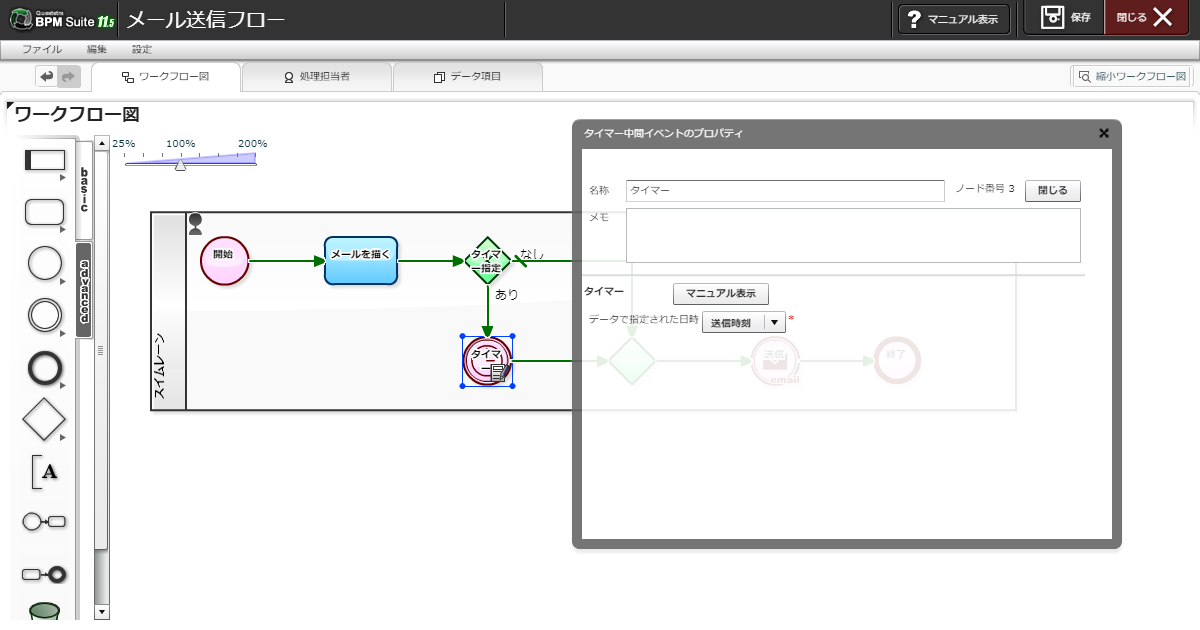 Questetra
BPM Suite 11.5
メール送信フロー
? マニュアル表示
保存
閉じる
ファイル
編集
設定
ワークフロー図
処理担当者
データ項目
縮小ワークフロー図
ワークフロー図
25%
100%
200%
basic
advanced
A
スイムレーン
開始
メールを描く
タイマ
ー指定
なし
あり
タイマ
ー
送信
email
終了
タイマー中間イベントのプロパティ
名称
タイマー
ノード番号 3
閉じる
メモ
タイマー
マニュアル表示
データで指定された日時
送信時刻
*